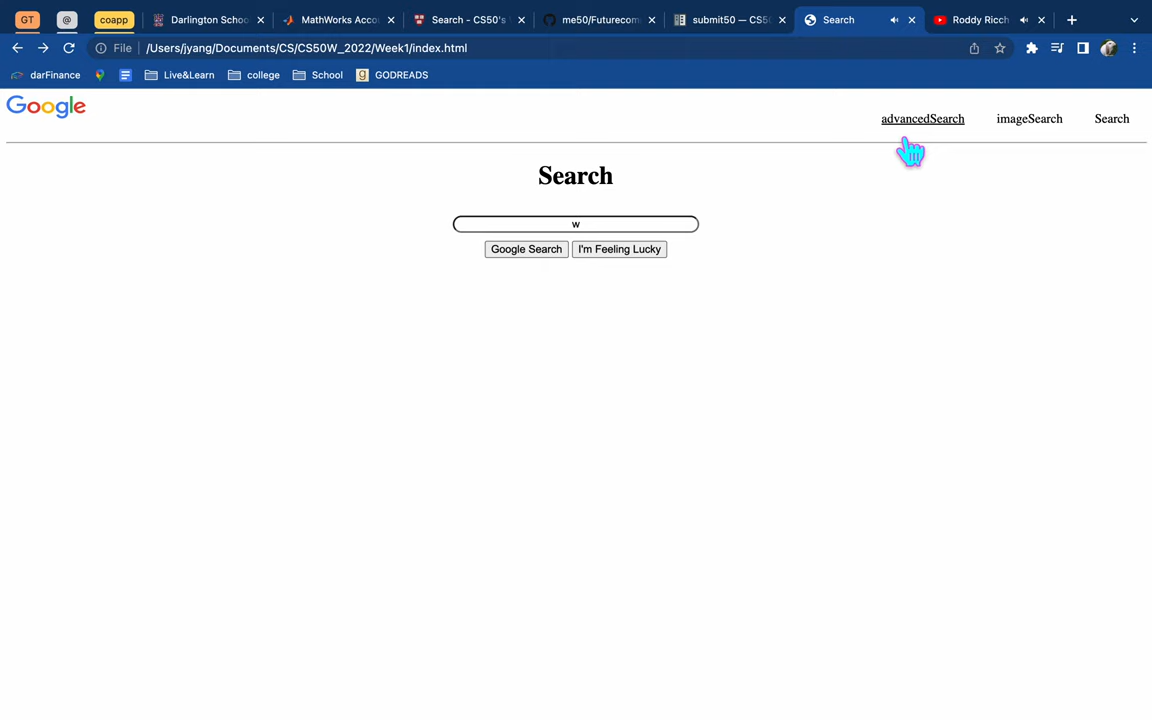 GT
@
coapp
Darlington Schoo
MathWorks Acco
Search - CS50's
me50/Futurecom
submit50 — CS50
Search
Roddy Ricch
File
/Users/jyang/Documents/CS/CS50W_2022/Week1/index.html
darFinance
Live&Learn
college
School
g
GODREADS
Google
advancedSearch
imageSearch
Search
Search
w
Google Search
I'm Feeling Lucky